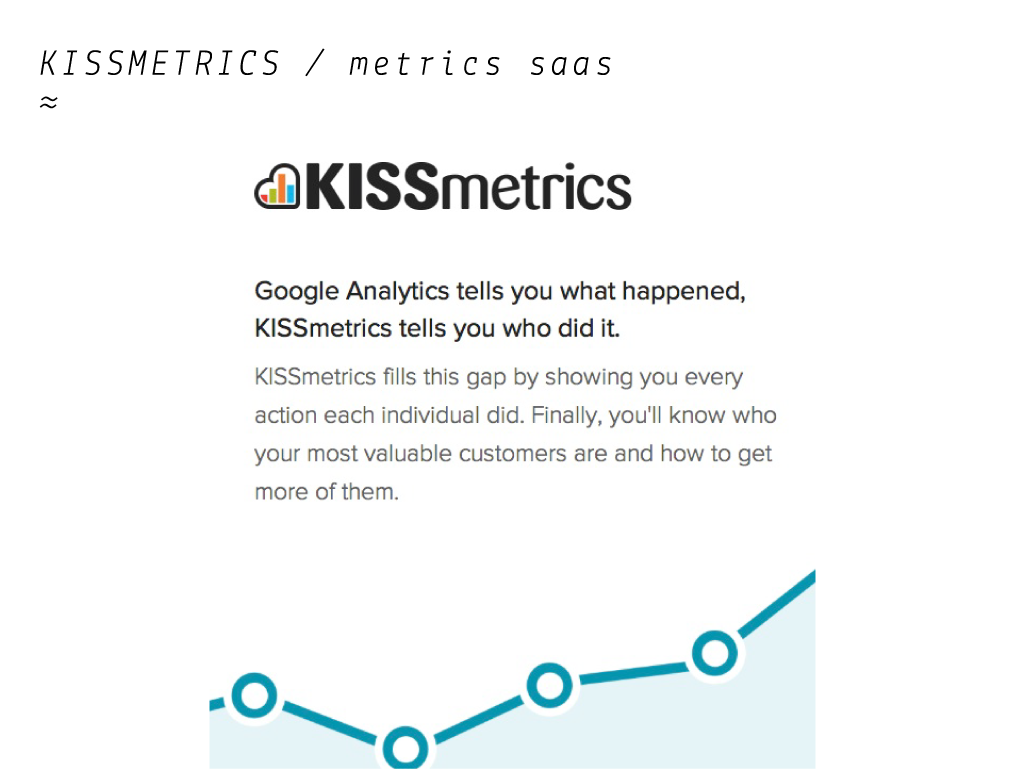 KISSMETRICS / metrics saas
≈
KISSmetrics
Google Analytics tells you what happened,
KISSmetrics tells you who did it.
KISSmetrics fills this gap by showing you every
action each individual did. Finally, you'll know who
your most valuable customers are and how to get
more of them.